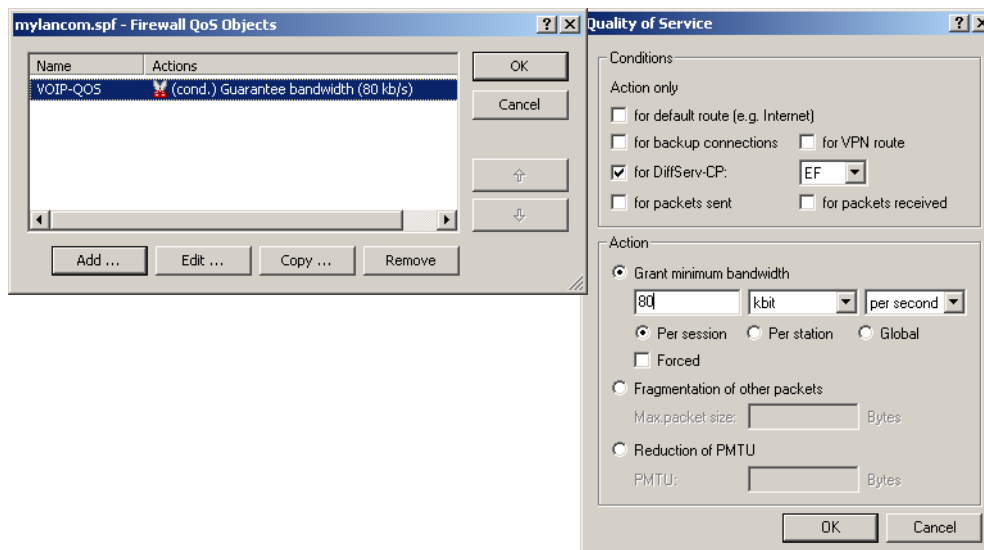 mylancom.spf - Firewall QoS Objects
Name Actions
VOIP-QOS (cond.) Guarantee bandwidth (80 kb/s)
OK
Cancel
Add ... Edit ... Copy ... Remove
Quality of Service
Conditions
Action only
for default route (e.g. Internet)
for backup connections for VPN route
for DiffServ-CP: EF
for packets sent for packets received
Action
Grant minimum bandwidth
80 kbit per second
Per session Per station Global
Forced
Fragmentation of other packets
Max.packet size: Bytes
Reduction of PMTU
PMTU: Bytes
OK Cancel